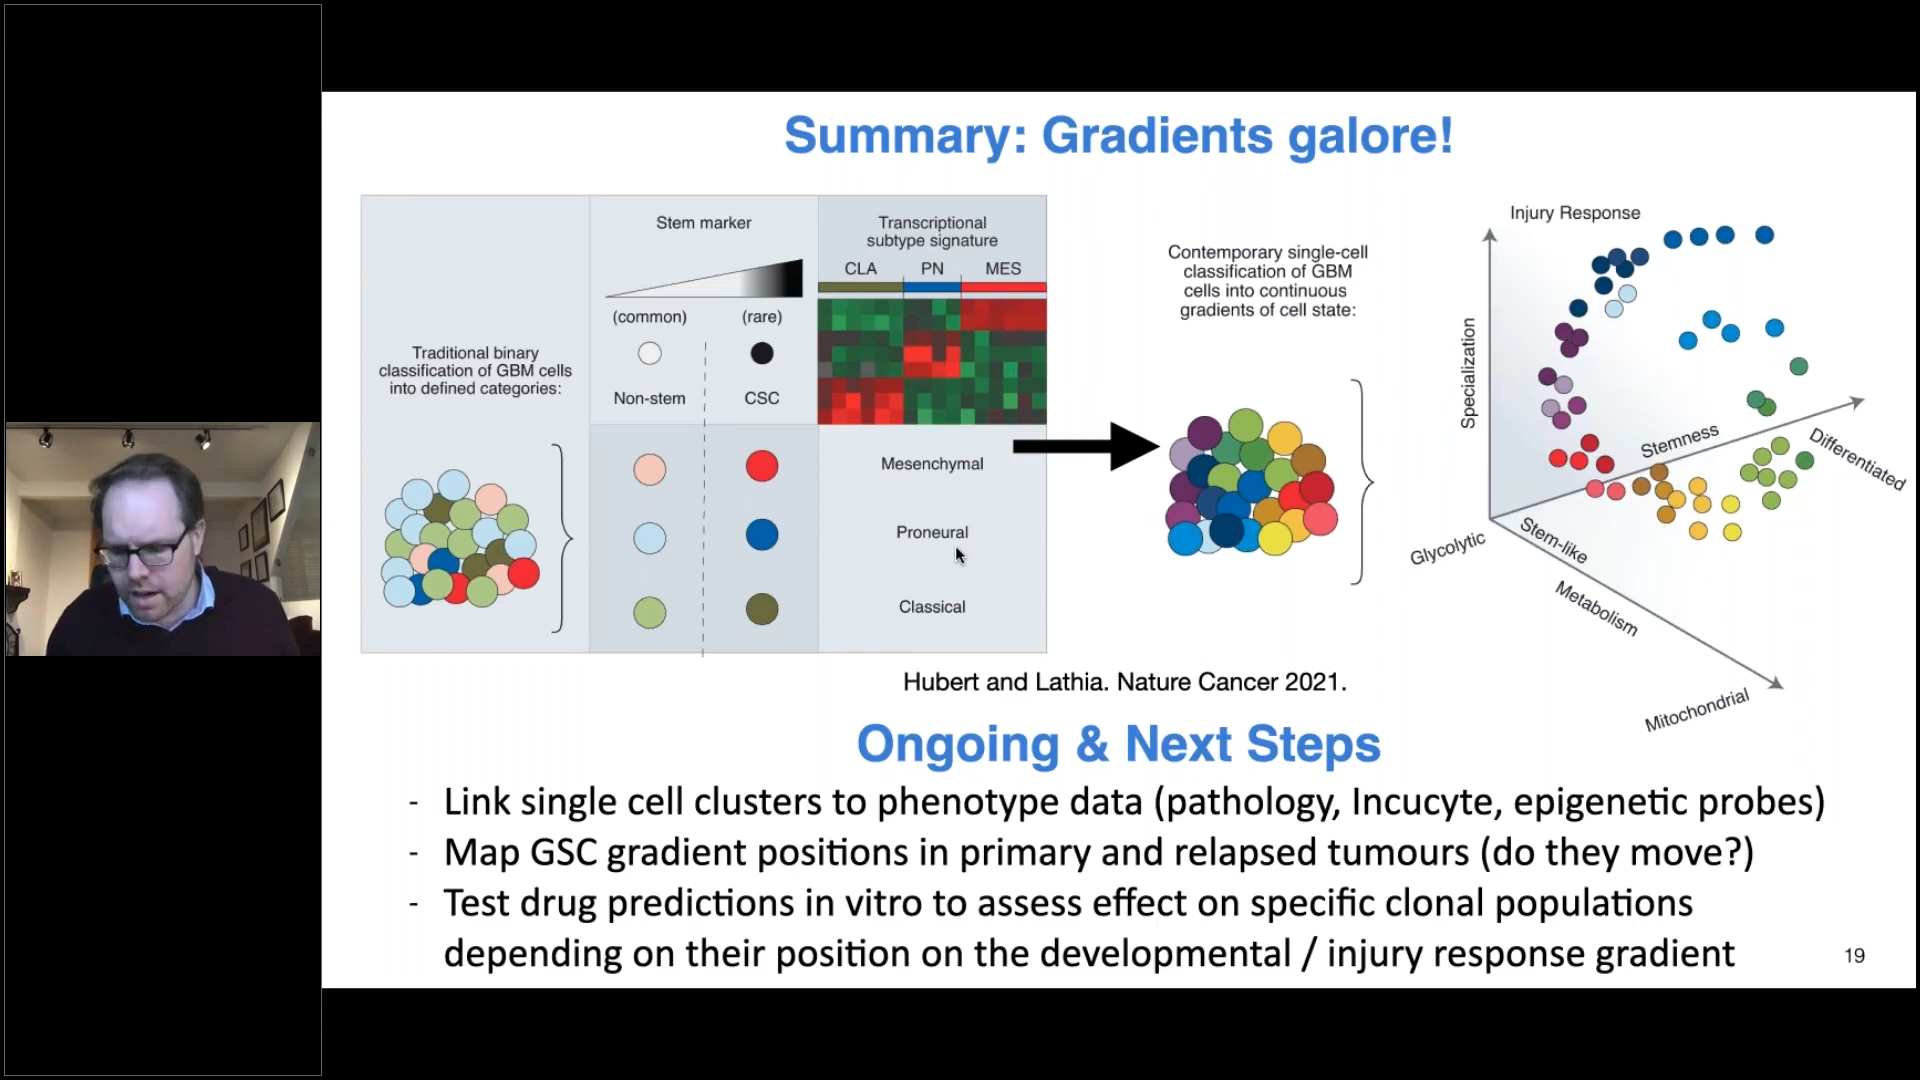 Summary: Gradients galore!
Traditional binary
classification of GBM cells
into defined categories:
Stem marker
(common)
(rare)
Non-stem
CSC
Transcriptional
subtype signature
CLA
PN
MES
Mesenchymal
Proneural
Classical
Contemporary single-cell
classification of GBM
cells into continuous
gradients of cell state:
Injury Response
Specialization
Stemness
Differentiated
Glycolytic
Stem-like
Metabolism
Mitochondrial
Hubert and Lathia. Nature Cancer 2021.
Ongoing & Next Steps
- Link single cell clusters to phenotype data (pathology, Incucyte, epigenetic probes)
- Map GSC gradient positions in primary and relapsed tumours (do they move?)
- Test drug predictions in vitro to assess effect on specific clonal populations
depending on their position on the developmental / injury response gradient
19